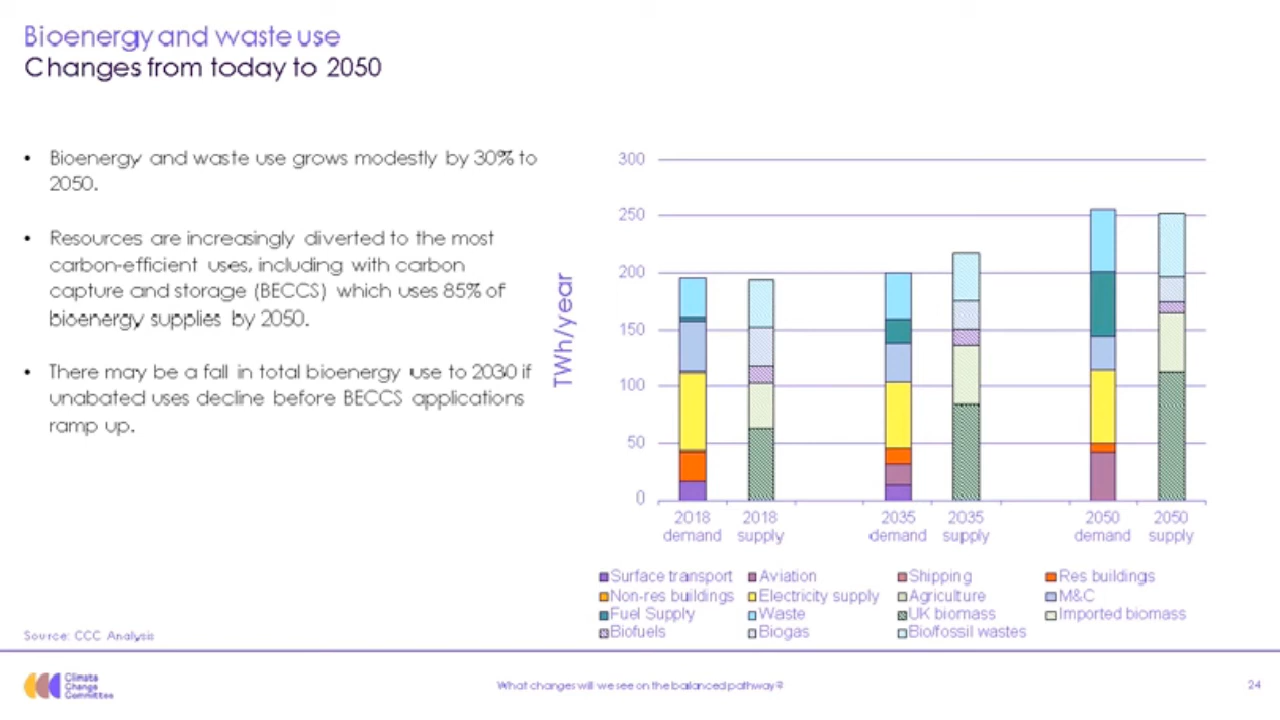 Bioenergy and waste use
Changes from today to 2050
• Bioenergy and waste use grows modestly by 30% to
2050.
• Resources are increasingly diverted to the most
carbon-efficient uses, including with carbon
capture and storage (BECCS) which uses 85% of
bioenergy supplies by 2050.
• There may be a fall in total bioenergy use to 2030 if
unabated uses decline before BECCS applications
ramp up.
TWh/year
300
250
200
150
100
50
0
2018 demand
2018 supply
2035 demand
2035 supply
2050 demand
2050 supply
Surface transport Aviation Shipping Res buildings
Non-res buildings Electricity supply Agriculture M&C
Fuel Supply Waste UK biomass Imported biomass
Biofuels Biogas Bio/fossil wastes
Source: CCC Analysis
Climate
Change
Committee
What changes will we see on the balanced pathway?
24